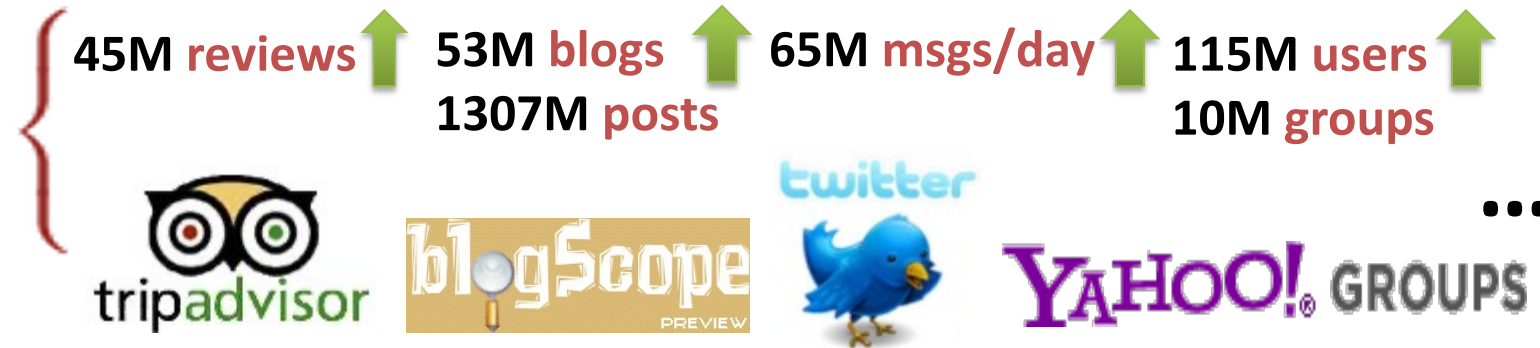 45M reviews
53M blogs
1307M posts
65M msgs/day
115M users
10M groups
...
tripadvisor
blogScope
PREVIEW
twitter
YAHOO!® GROUPS